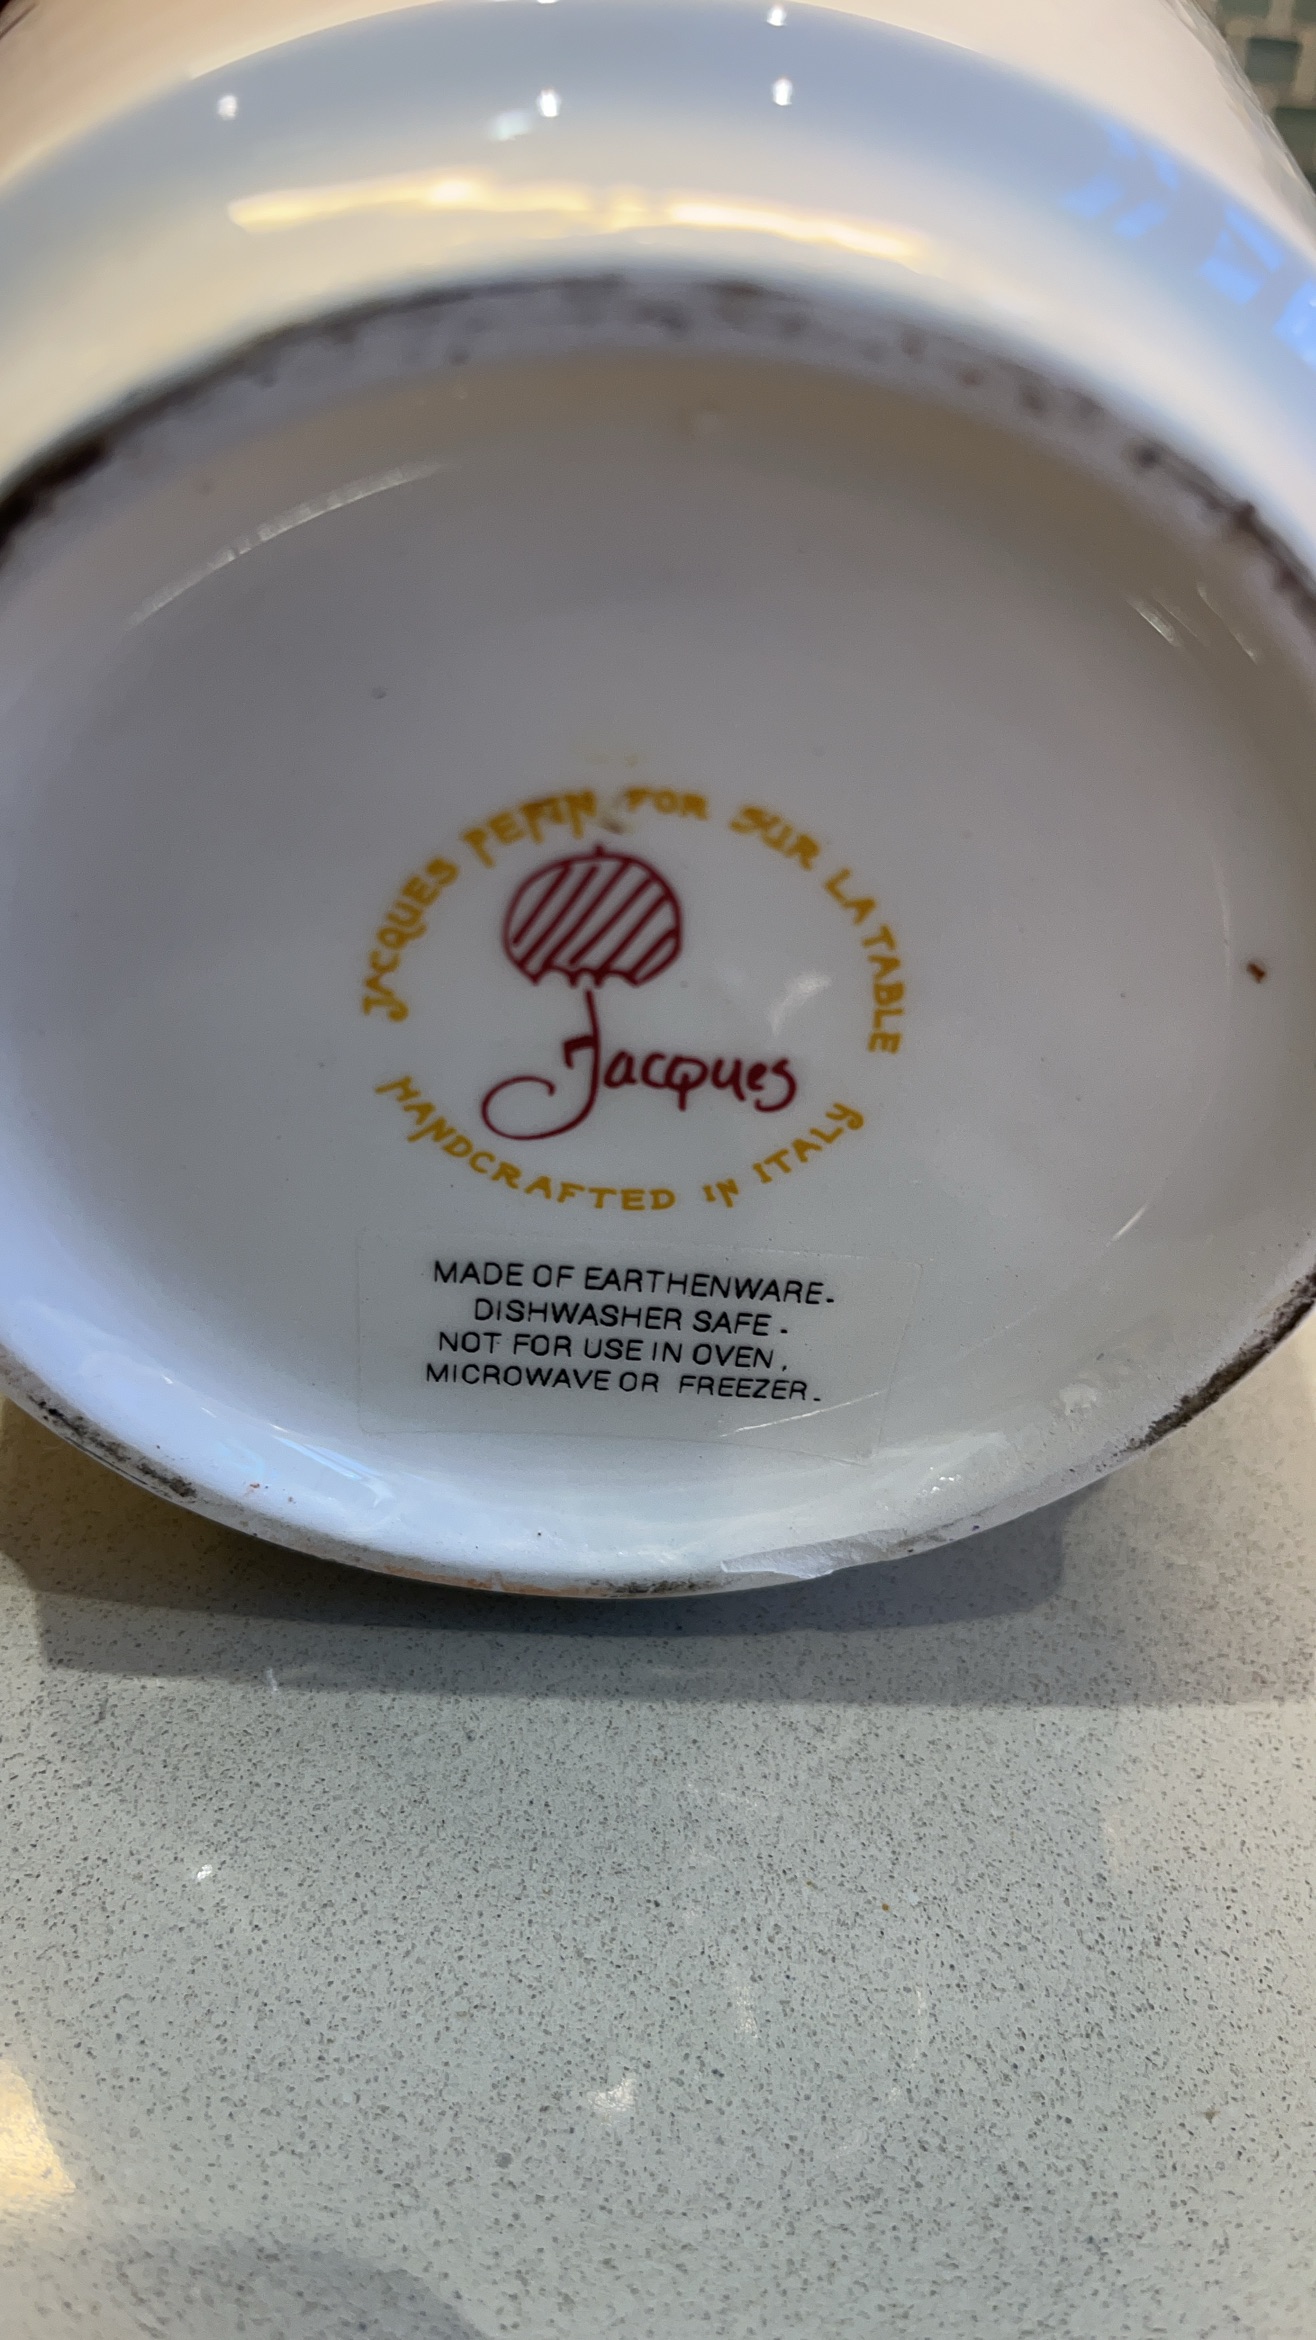 JACQUES PEPIN FOR SUR LA TABLE
Jacques
HANDCRAFTED IN ITALY
MADE OF EARTHENWARE.
DISHWASHER SAFE.
NOT FOR USE IN OVEN,
MICROWAVE OR FREEZER.